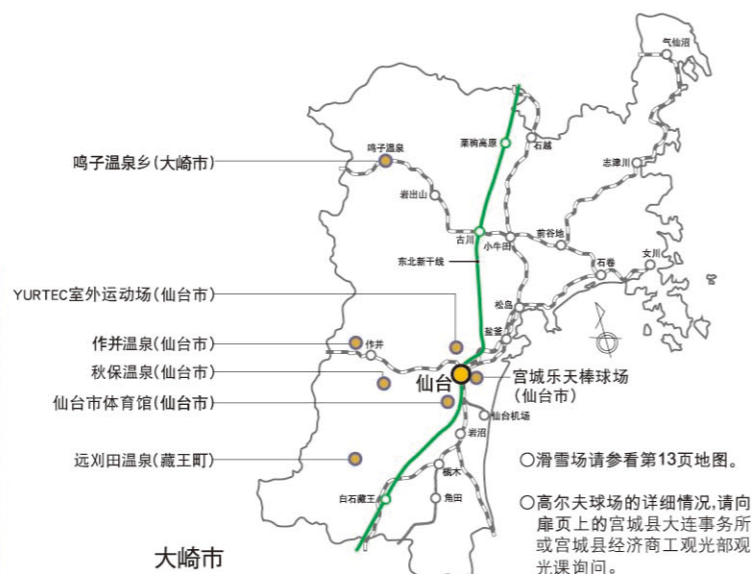 气仙沼
鸣子温泉
栗驹高原
石越
鸣子温泉乡(大崎市)
志津川
岩出山
古川
小牛田
前谷地
女川
东北新干线
石卷
YURTEC室外运动场(仙台市)
松岛
盐釜
作并温泉(仙台市)
作并
秋保温泉(仙台市)
仙台
宫城乐天棒球场
(仙台市)
仙台市体育馆(仙台市)
仙台机场
岩沼
远刈田温泉(藏王町)
○滑雪场请参看第13页地图。
槻木
白石藏王
角田
○高尔夫球场的详细情况,请向
扉页上的宫城县大连事务所
或宫城县经济商工观光部观
光课询问。
大崎市